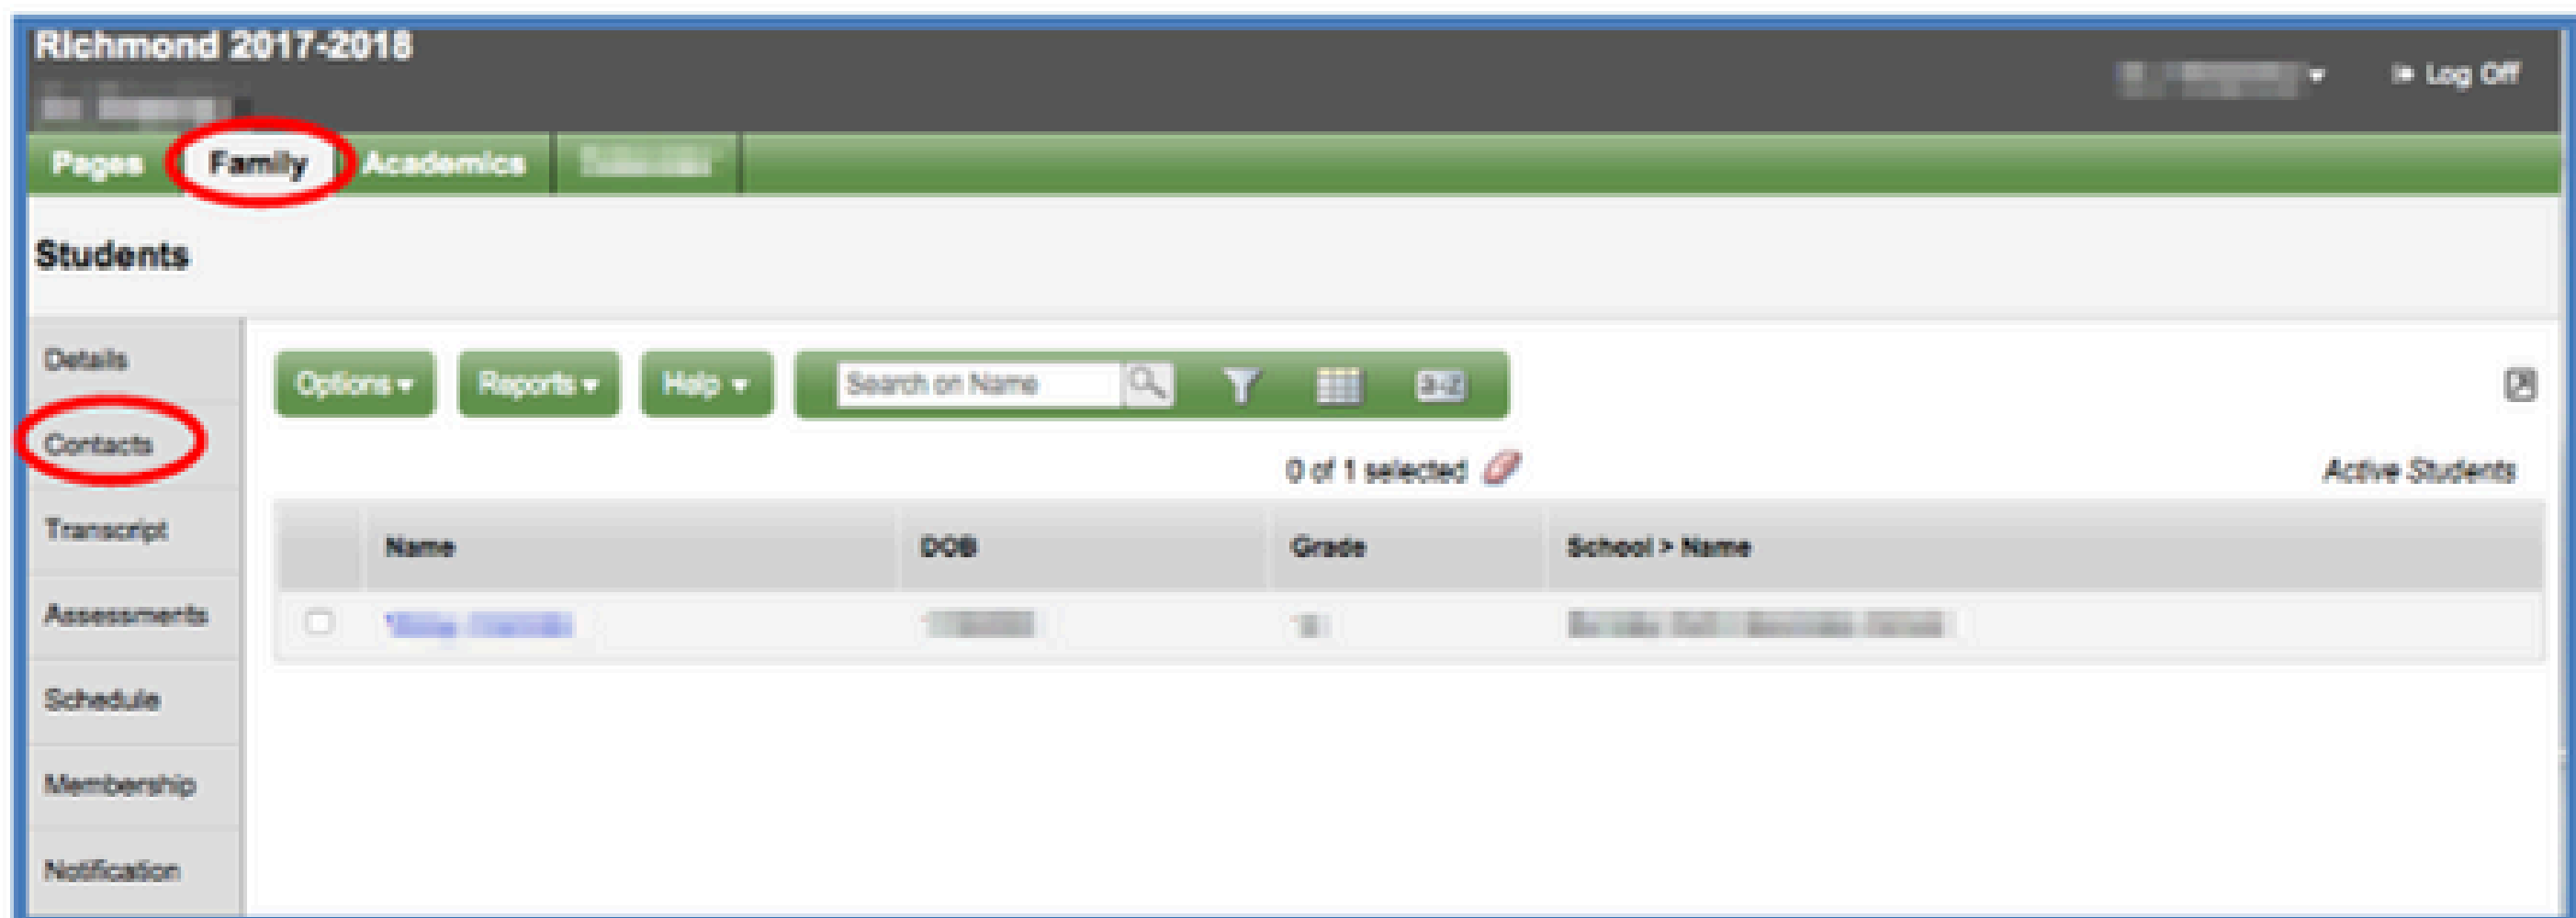 Richmond 2017-2018
Log Off
Pages Family Academics
Students
Details
Contacts
Transcript
Assessments
Schedule
Membership
Notification
Options Reports Help Search on Name a-z
0 of 1 selected
Active Students
Name DOB Grade School > Name